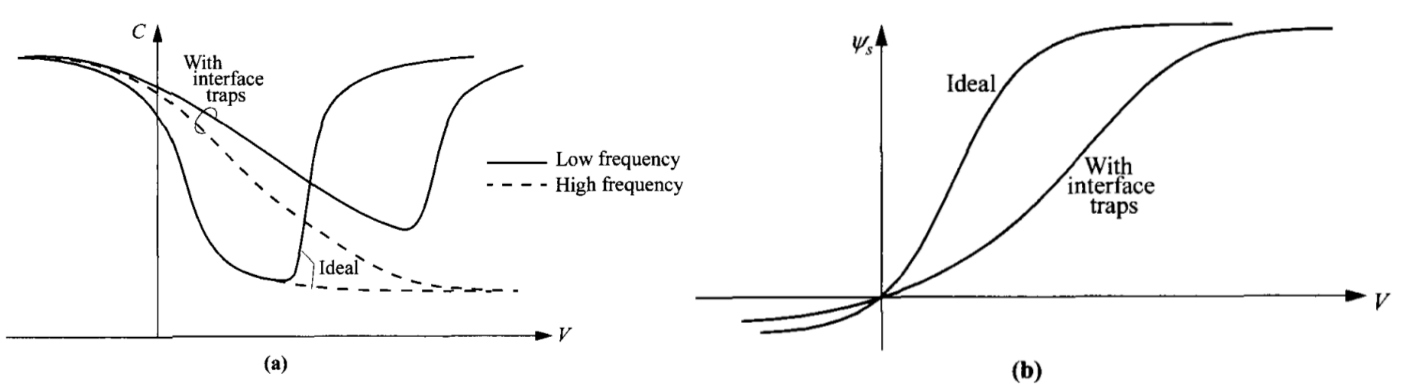 C
With
interface
traps
Low frequency
High frequency
Ideal
V
(a)
ψs
Ideal
With
interface
traps
V
(b)